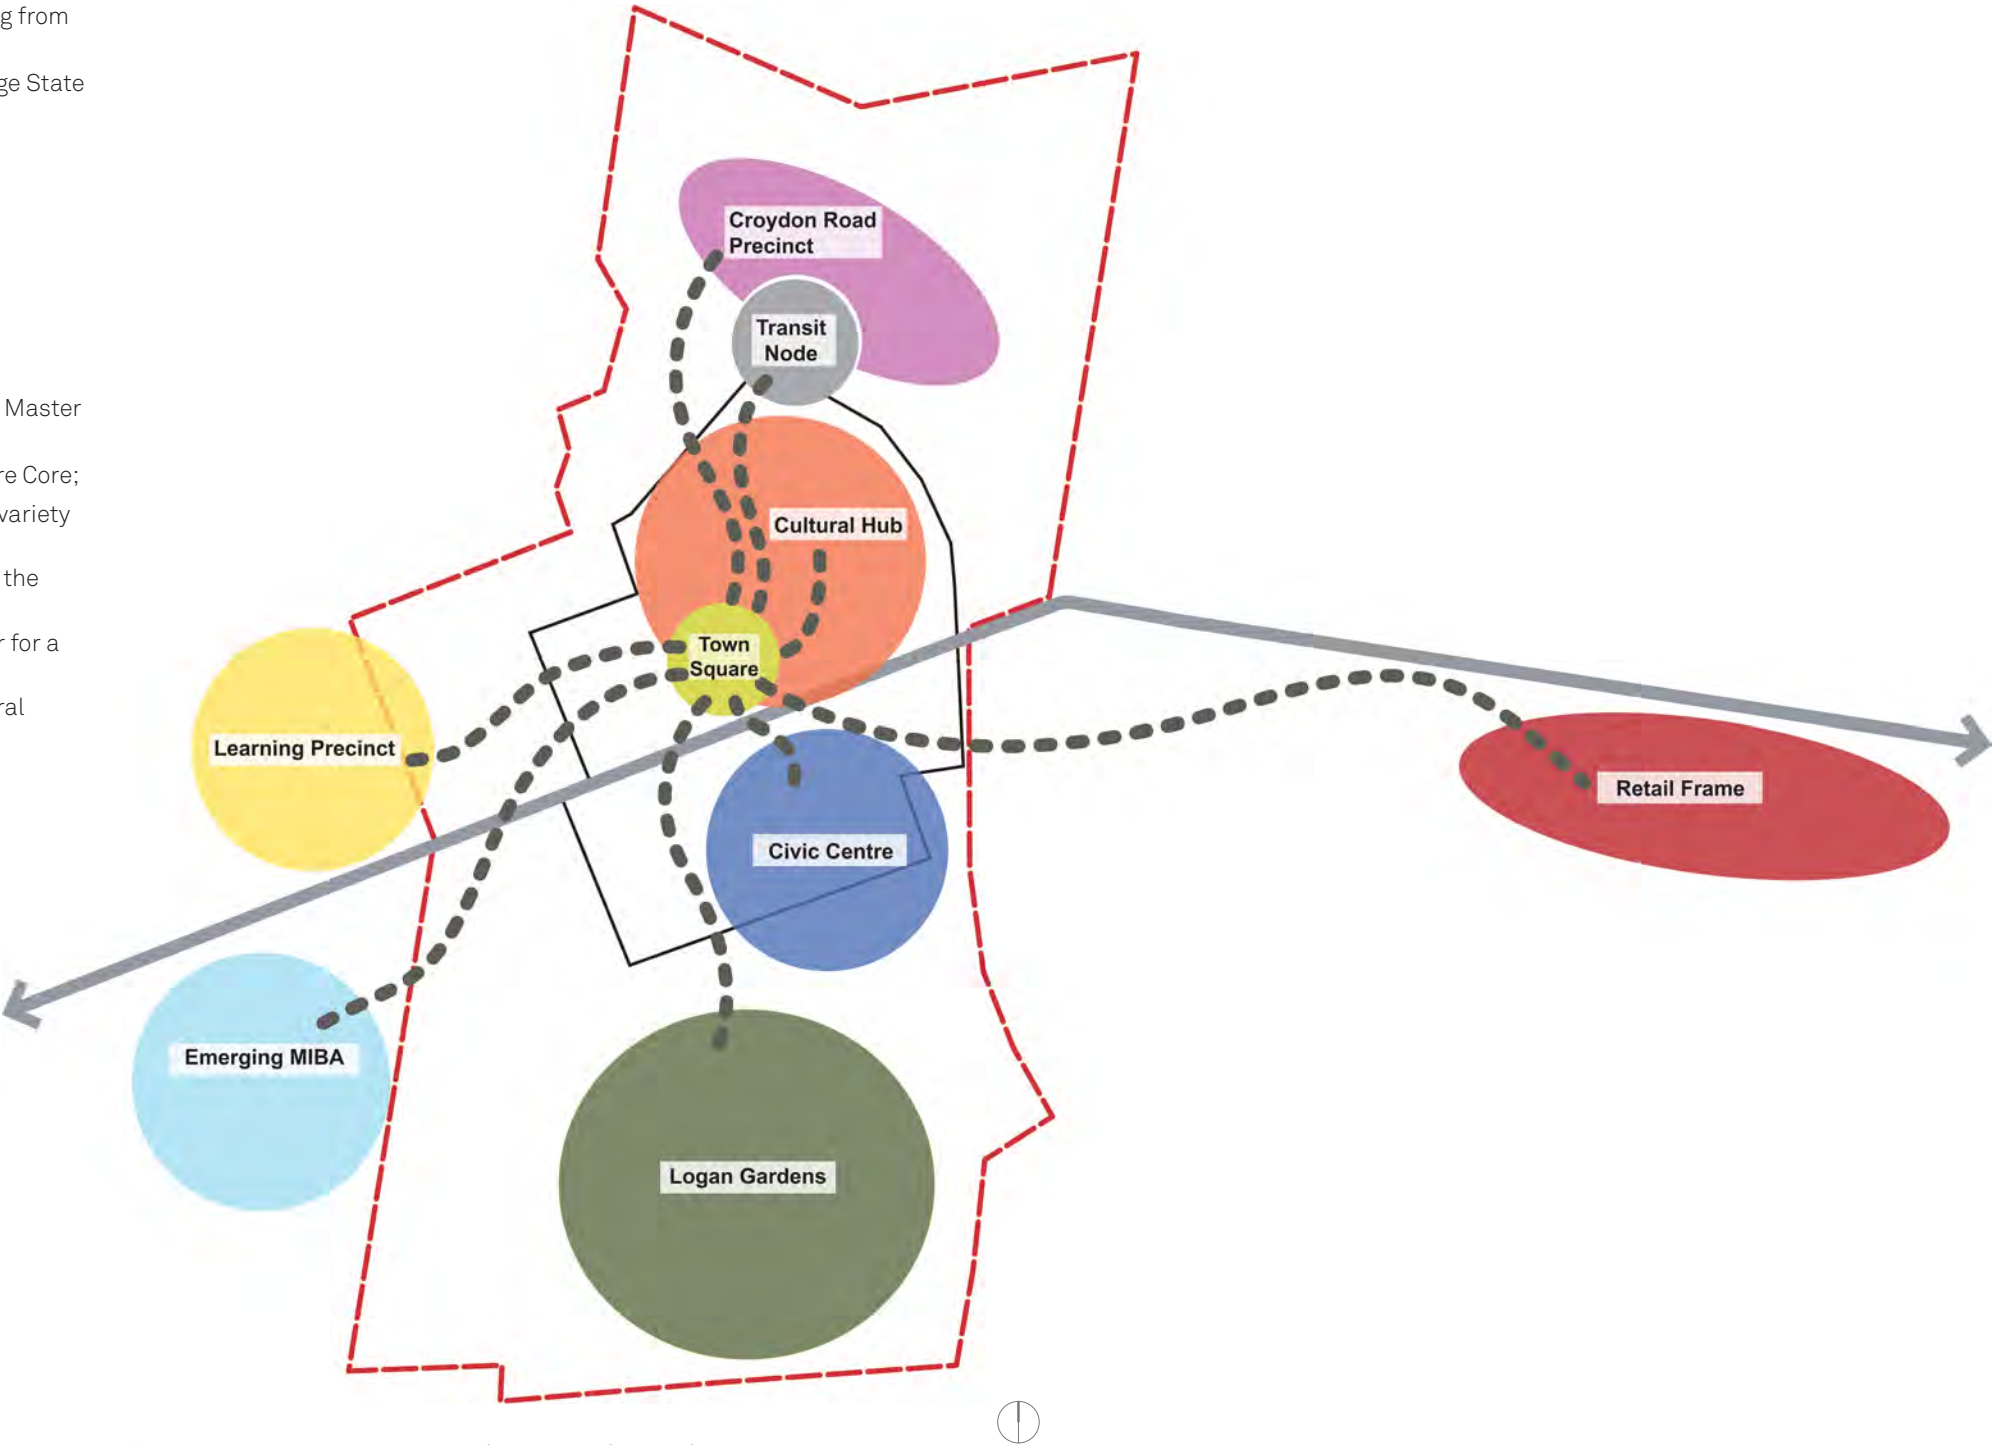 g from
ge State
Master
re Core;
variety
the
r for a
ral
Croydon Road
Precinct
Transit
Node
Cultural Hub
Town
Square
Learning Precinct
Retail Frame
Civic Centre
Emerging MIBA
Logan Gardens